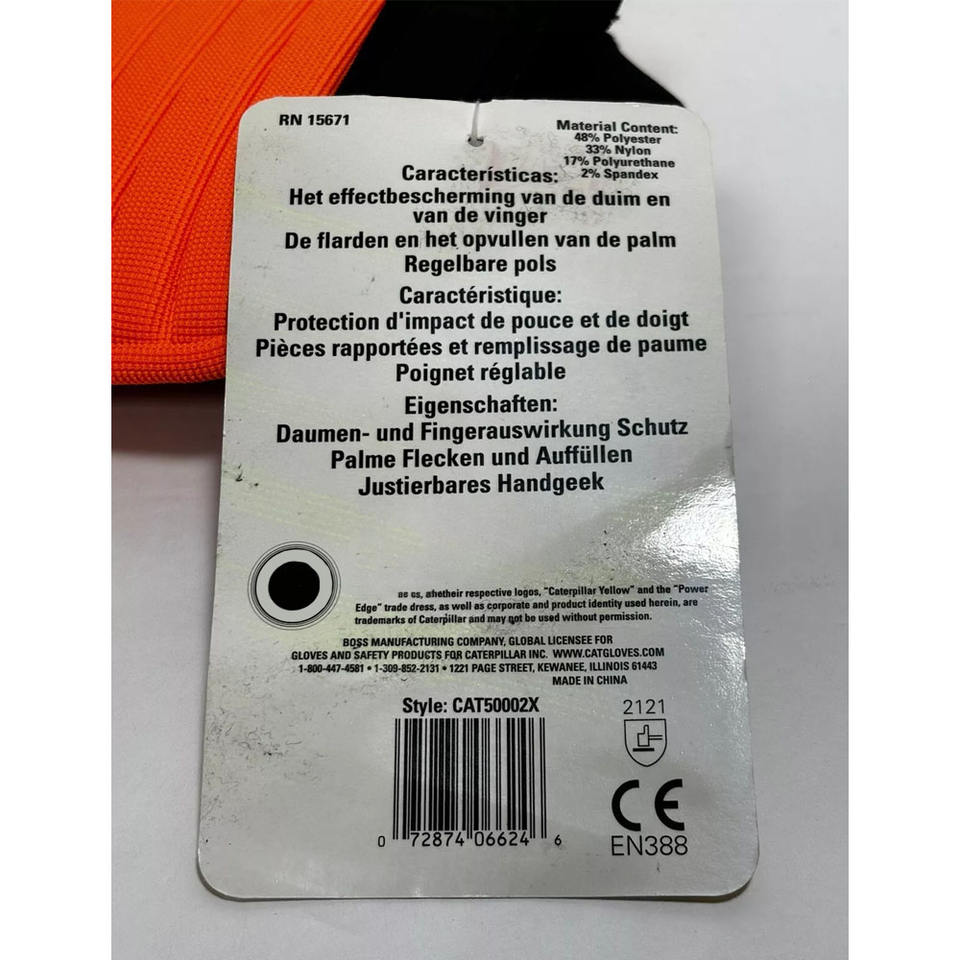 RN 15671
Material Content:
48% Polyester
33% Nylon
17% Polyurethane
2% Spandex
Características:
Het effectbescherming van de duim en
van de vinger
De flarden en het opvullen van de palm
Regelbare pols
Caractéristique:
Protection d'impact de pouce et de doigt
Pièces rapportées et remplissage de paume
Poignet réglable
Eigenschaften:
Daumen- und Fingerauswirkung Schutz
Palme Flecken und Auffüllen
Justierbares Handgeek
respective logos, "Caterpillar Yellow" and the "Power
Edge" trade dress, as well as corporate and product identity used herein, are
trademarks of Caterpillar and may not be used without permission.
BOSS MANUFACTURING COMPANY, GLOBAL LICENSEE FOR
GLOVES AND SAFETY PRODUCTS FOR CATERPILLAR INC. WWW.CATGLOVES.COM
1-800-447-4581 • 1-309-852-2131 • 1221 PAGE STREET, KEWANEE, ILLINOIS 61443
MADE IN CHINA
Style: CAT50002X
2121
CE
EN388
0 72874 06624 6